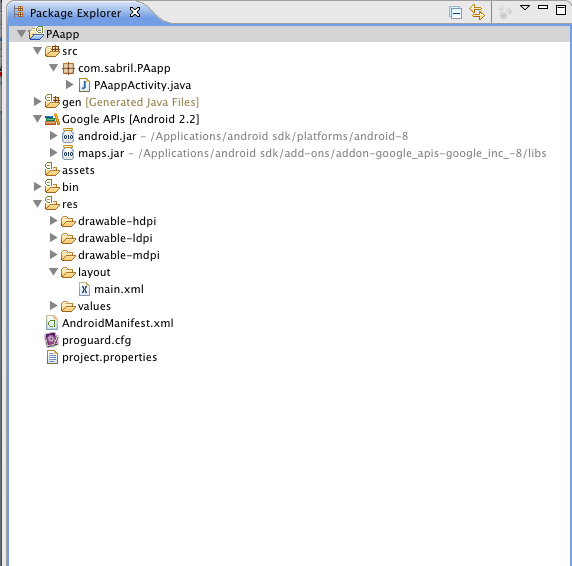 Package Explorer
PAapp
src
com.sabril.PAapp
PAappActivity.java
gen [Generated Java Files]
Google APIs [Android 2.2]
android.jar – /Applications/android sdk/platforms/android-8
maps.jar – /Applications/android sdk/add-ons/addon-google_apis-google_inc_-8/libs
assets
bin
res
drawable-hdpi
drawable-ldpi
drawable-mdpi
layout
main.xml
values
AndroidManifest.xml
proguard.cfg
project.properties